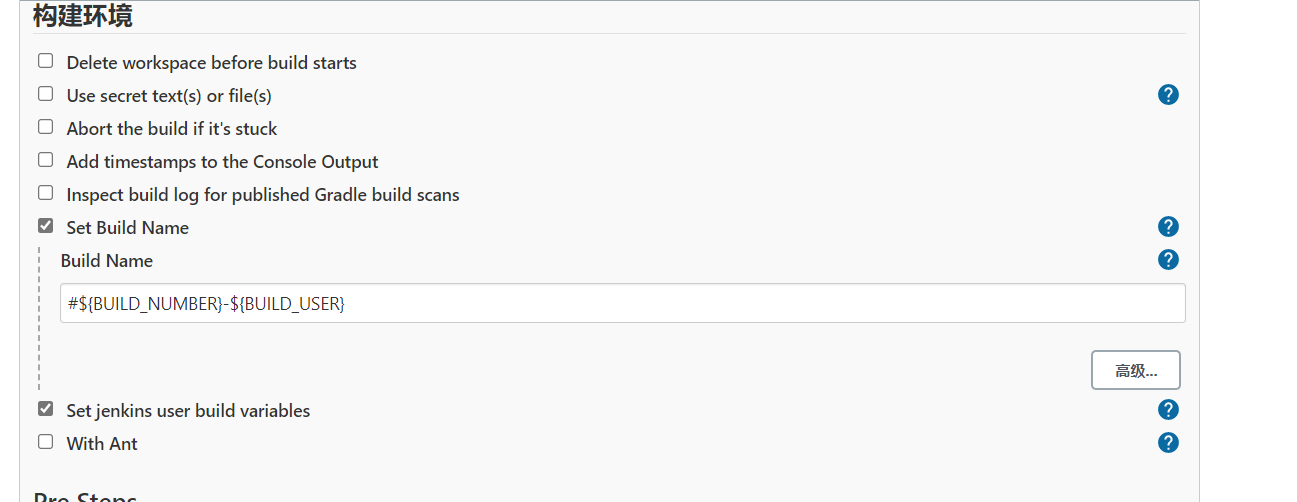 构建环境
Delete workspace before build starts
Use secret text(s) or file(s)
Abort the build if it's stuck
Add timestamps to the Console Output
Inspect build log for published Gradle build scans
Set Build Name
Build Name
#${BUILD_NUMBER}-${BUILD_USER}
高级...
Set jenkins user build variables
With Ant
Pre Steps